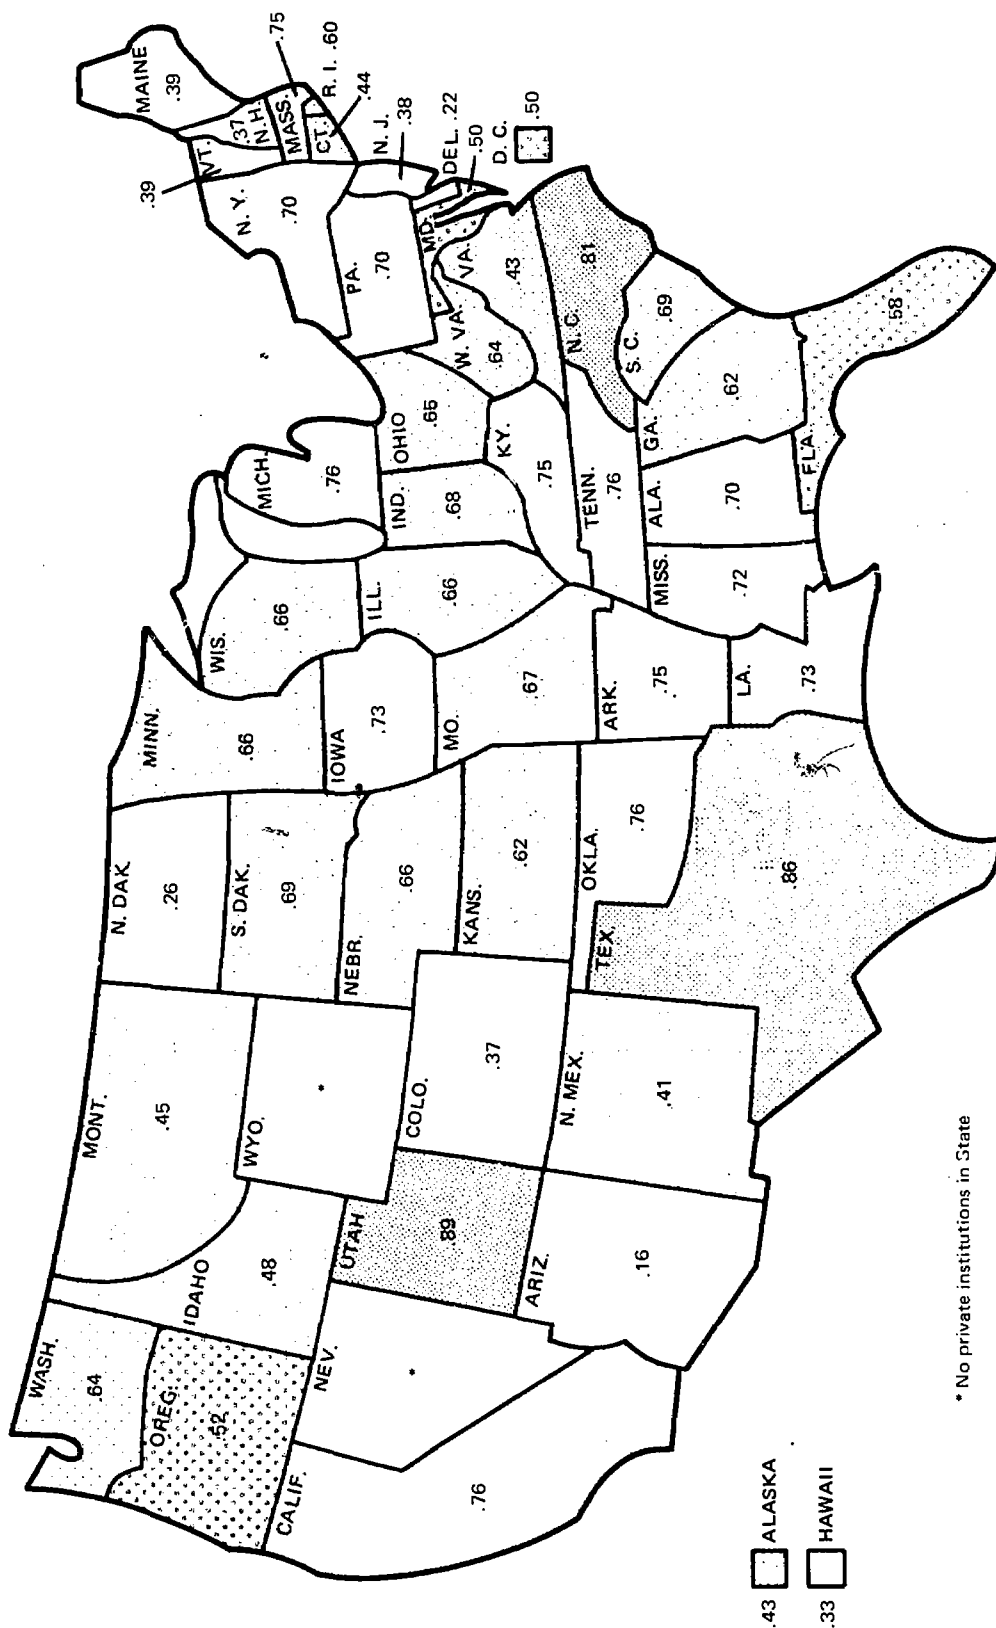 WASH.
.64
OREG.
.52
CALIF.
.76
NEV.
*
IDAHO
.48
MONT.
.45
WYO.
*
UTAH
.89
ARIZ.
.16
COLO.
.37
N. MEX.
.41
N. DAK.
.26
S. DAK.
.69
NEBR.
.66
KANS.
.62
OKLA.
.76
TEX.
.86
MINN.
.66
IOWA
.73
MO.
.67
ARK.
.75
LA.
.73
WIS.
.66
ILL.
.66
MICH.
.76
IND.
.68
OHIO
.65
KY.
.75
TENN.
.76
MISS.
.72
ALA.
.70
GA.
.62
FLA.
.58
S. C.
.69
N. C.
.81
VA.
.43
W. VA.
.64
MD.
.50
D. C.
.50
DEL. .22
PA.
.70
N. J.
.38
N. Y.
.70
CT.
.44
R. I. .60
MASS.
.75
VT.
.39
N.H.
.37
MAINE
.39
.43 ALASKA
.33 HAWAII
* No private institutions in State